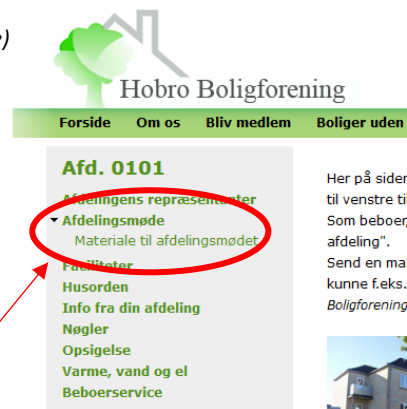 Hobro Boligforening
Forside Om os Bliv medlem Boliger uden
Afd. 0101
Afdelingens repræsentanter
Afdelingsmøde
Materiale til afdelingsmødet
Faciliteter
Husorden
Info fra din afdeling
Nøgler
Opsigelse
Varme, vand og el
Beboerservice
Her på siden
til venstre ti
Som beboer,
afdeling".
Send en mai
kunne f.eks.
Boligforening